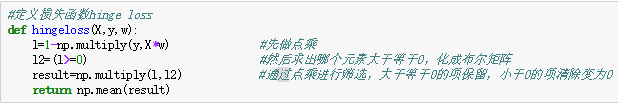 #定义损失函数hinge loss
def hingeloss(X,y,w):
    l=1-np.multiply(y,X*w)                #先做点乘
    l2=(l>=0)                             #然后求出哪个元素大于等于0，化成布尔矩阵
    result=np.multiply(l,l2)              #通过点乘进行筛选，大于等于0的项保留，小于0的项清除变为0
    return np.mean(result)